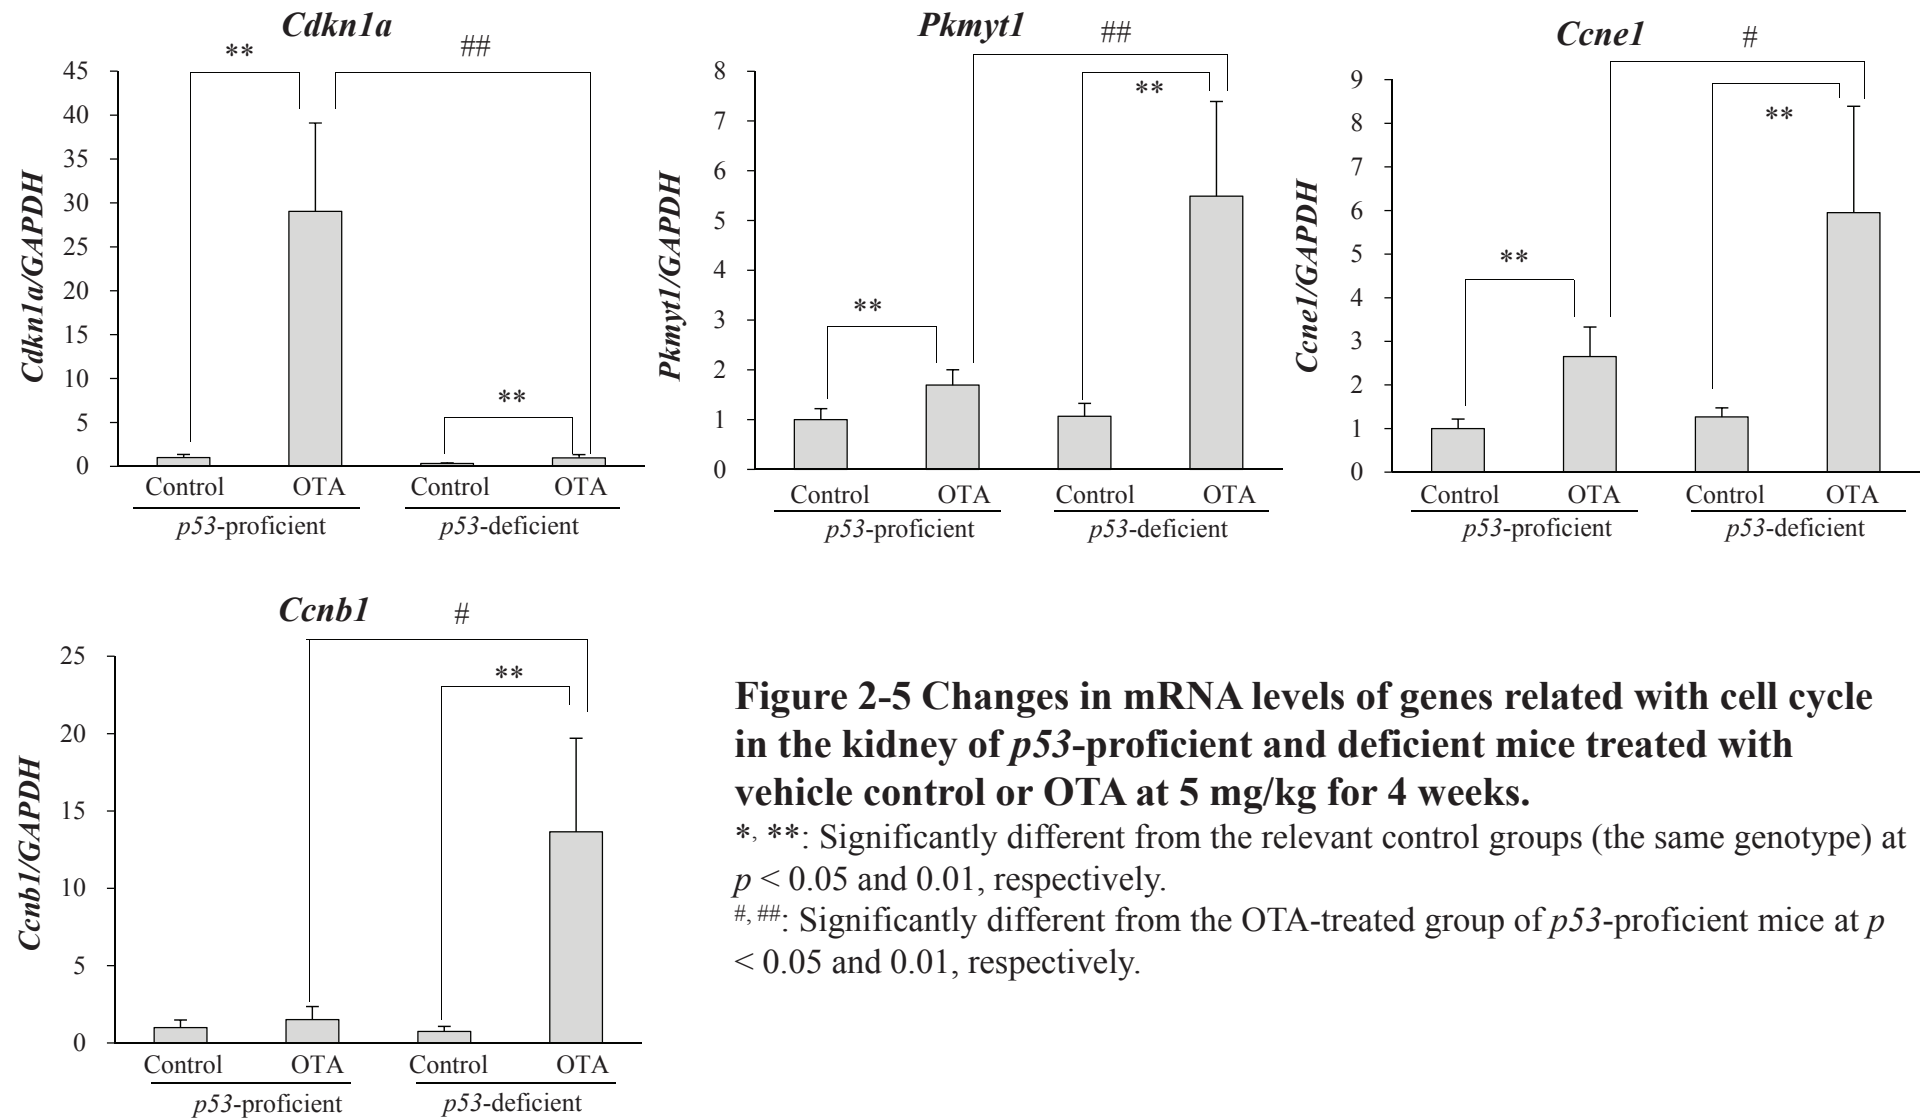 Cdkn1a
** ##
45
40
35
30
25
20
15
10
5
0
Cdkn1a/GAPDH
**
Control OTA Control OTA
p53-proficient p53-deficient
Pkmyt1
##
8
7
6
5
4
3
2
1
0
Pkmyt1/GAPDH
**
**
Control OTA Control OTA
p53-proficient p53-deficient
Ccne1
#
9
8
7
6
5
4
3
2
1
0
Ccne1/GAPDH
**
**
Control OTA Control OTA
p53-proficient p53-deficient
Ccnb1
#
25
20
15
10
5
0
Ccnb1/GAPDH
**
Control OTA Control OTA
p53-proficient p53-deficient
Figure 2-5 Changes in mRNA levels of genes related with cell cycle
in the kidney of p53-proficient and deficient mice treated with
vehicle control or OTA at 5 mg/kg for 4 weeks.
*, **: Significantly different from the relevant control groups (the same genotype) at
p < 0.05 and 0.01, respectively.
#, ##: Significantly different from the OTA-treated group of p53-proficient mice at p
< 0.05 and 0.01, respectively.